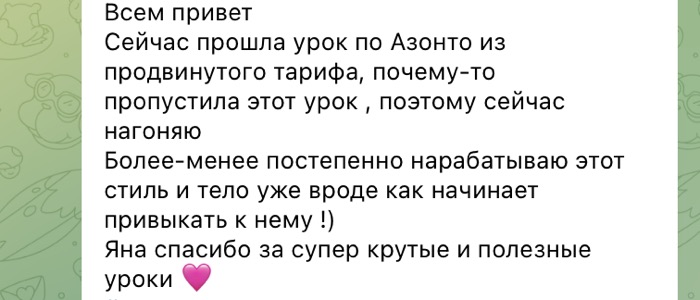 Всем привет
Сейчас прошла урок по Азонто из
продвинутого тарифа, почему-то
пропустила этот урок , поэтому сейчас
нагоняю
Более-менее постепенно нарабатываю этот
стиль и тело уже вроде как начинает
привыкать к нему !)
Яна спасибо за супер крутые и полезные
уроки 💜